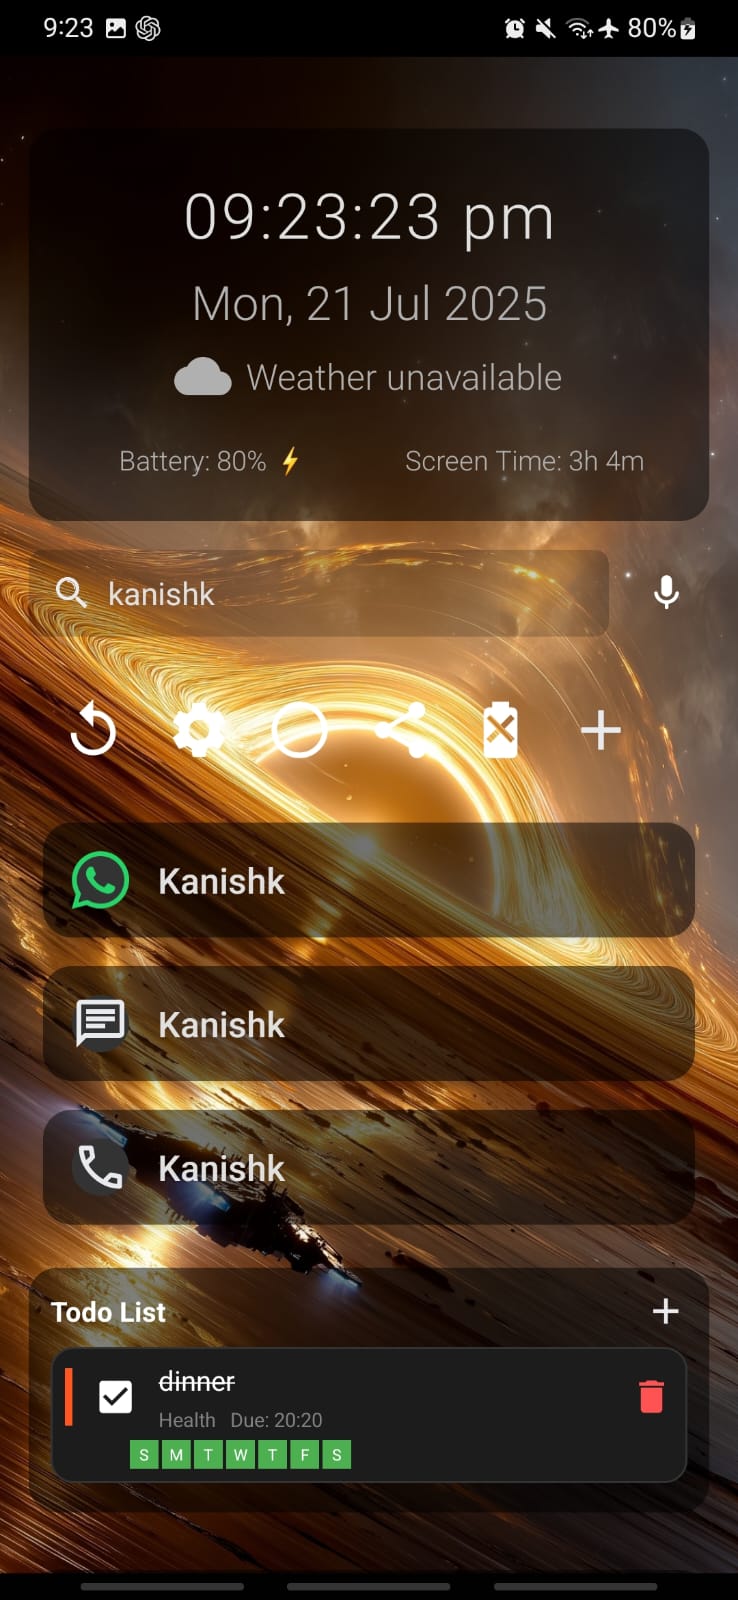 9:23 80%
09:23:23 pm
Mon, 21 Jul 2025
Weather unavailable
Battery: 80% ⚡ Screen Time: 3h 4m
kanishk
Kanishk
Kanishk
Kanishk
Todo List
dinner
Health Due: 20:20
S M T W T F S